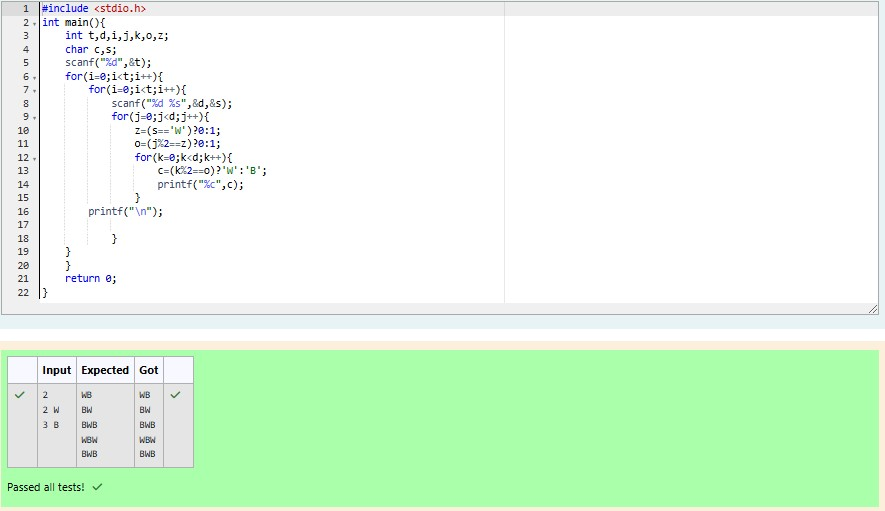 1 #include <stdio.h>
2 int main(){
3     int t,d,i,j,k,o,z;
4     char c,s;
5     scanf("%d",&t);
6     for(i=0;i<t;i++){
7         for(i=0;i<t;i++){
8             scanf("%d %s",&d,&s);
9             for(j=0;j<d;j++){
10                 z=(s=='W')?0:1;
11                 o=(j%2==z)?0:1;
12                 for(k=0;k<d;k++){
13                     c=(k%2==o)?'W':'B';
14                     printf("%c",c);
15                 }
16         printf("\n");
17
18             }
19     }
20     }
21     return 0;
22 }
Input Expected Got
2 WB WB
2 W BW BW
3 B BWB BWB
WBW WBW
BWB BWB
Passed all tests!